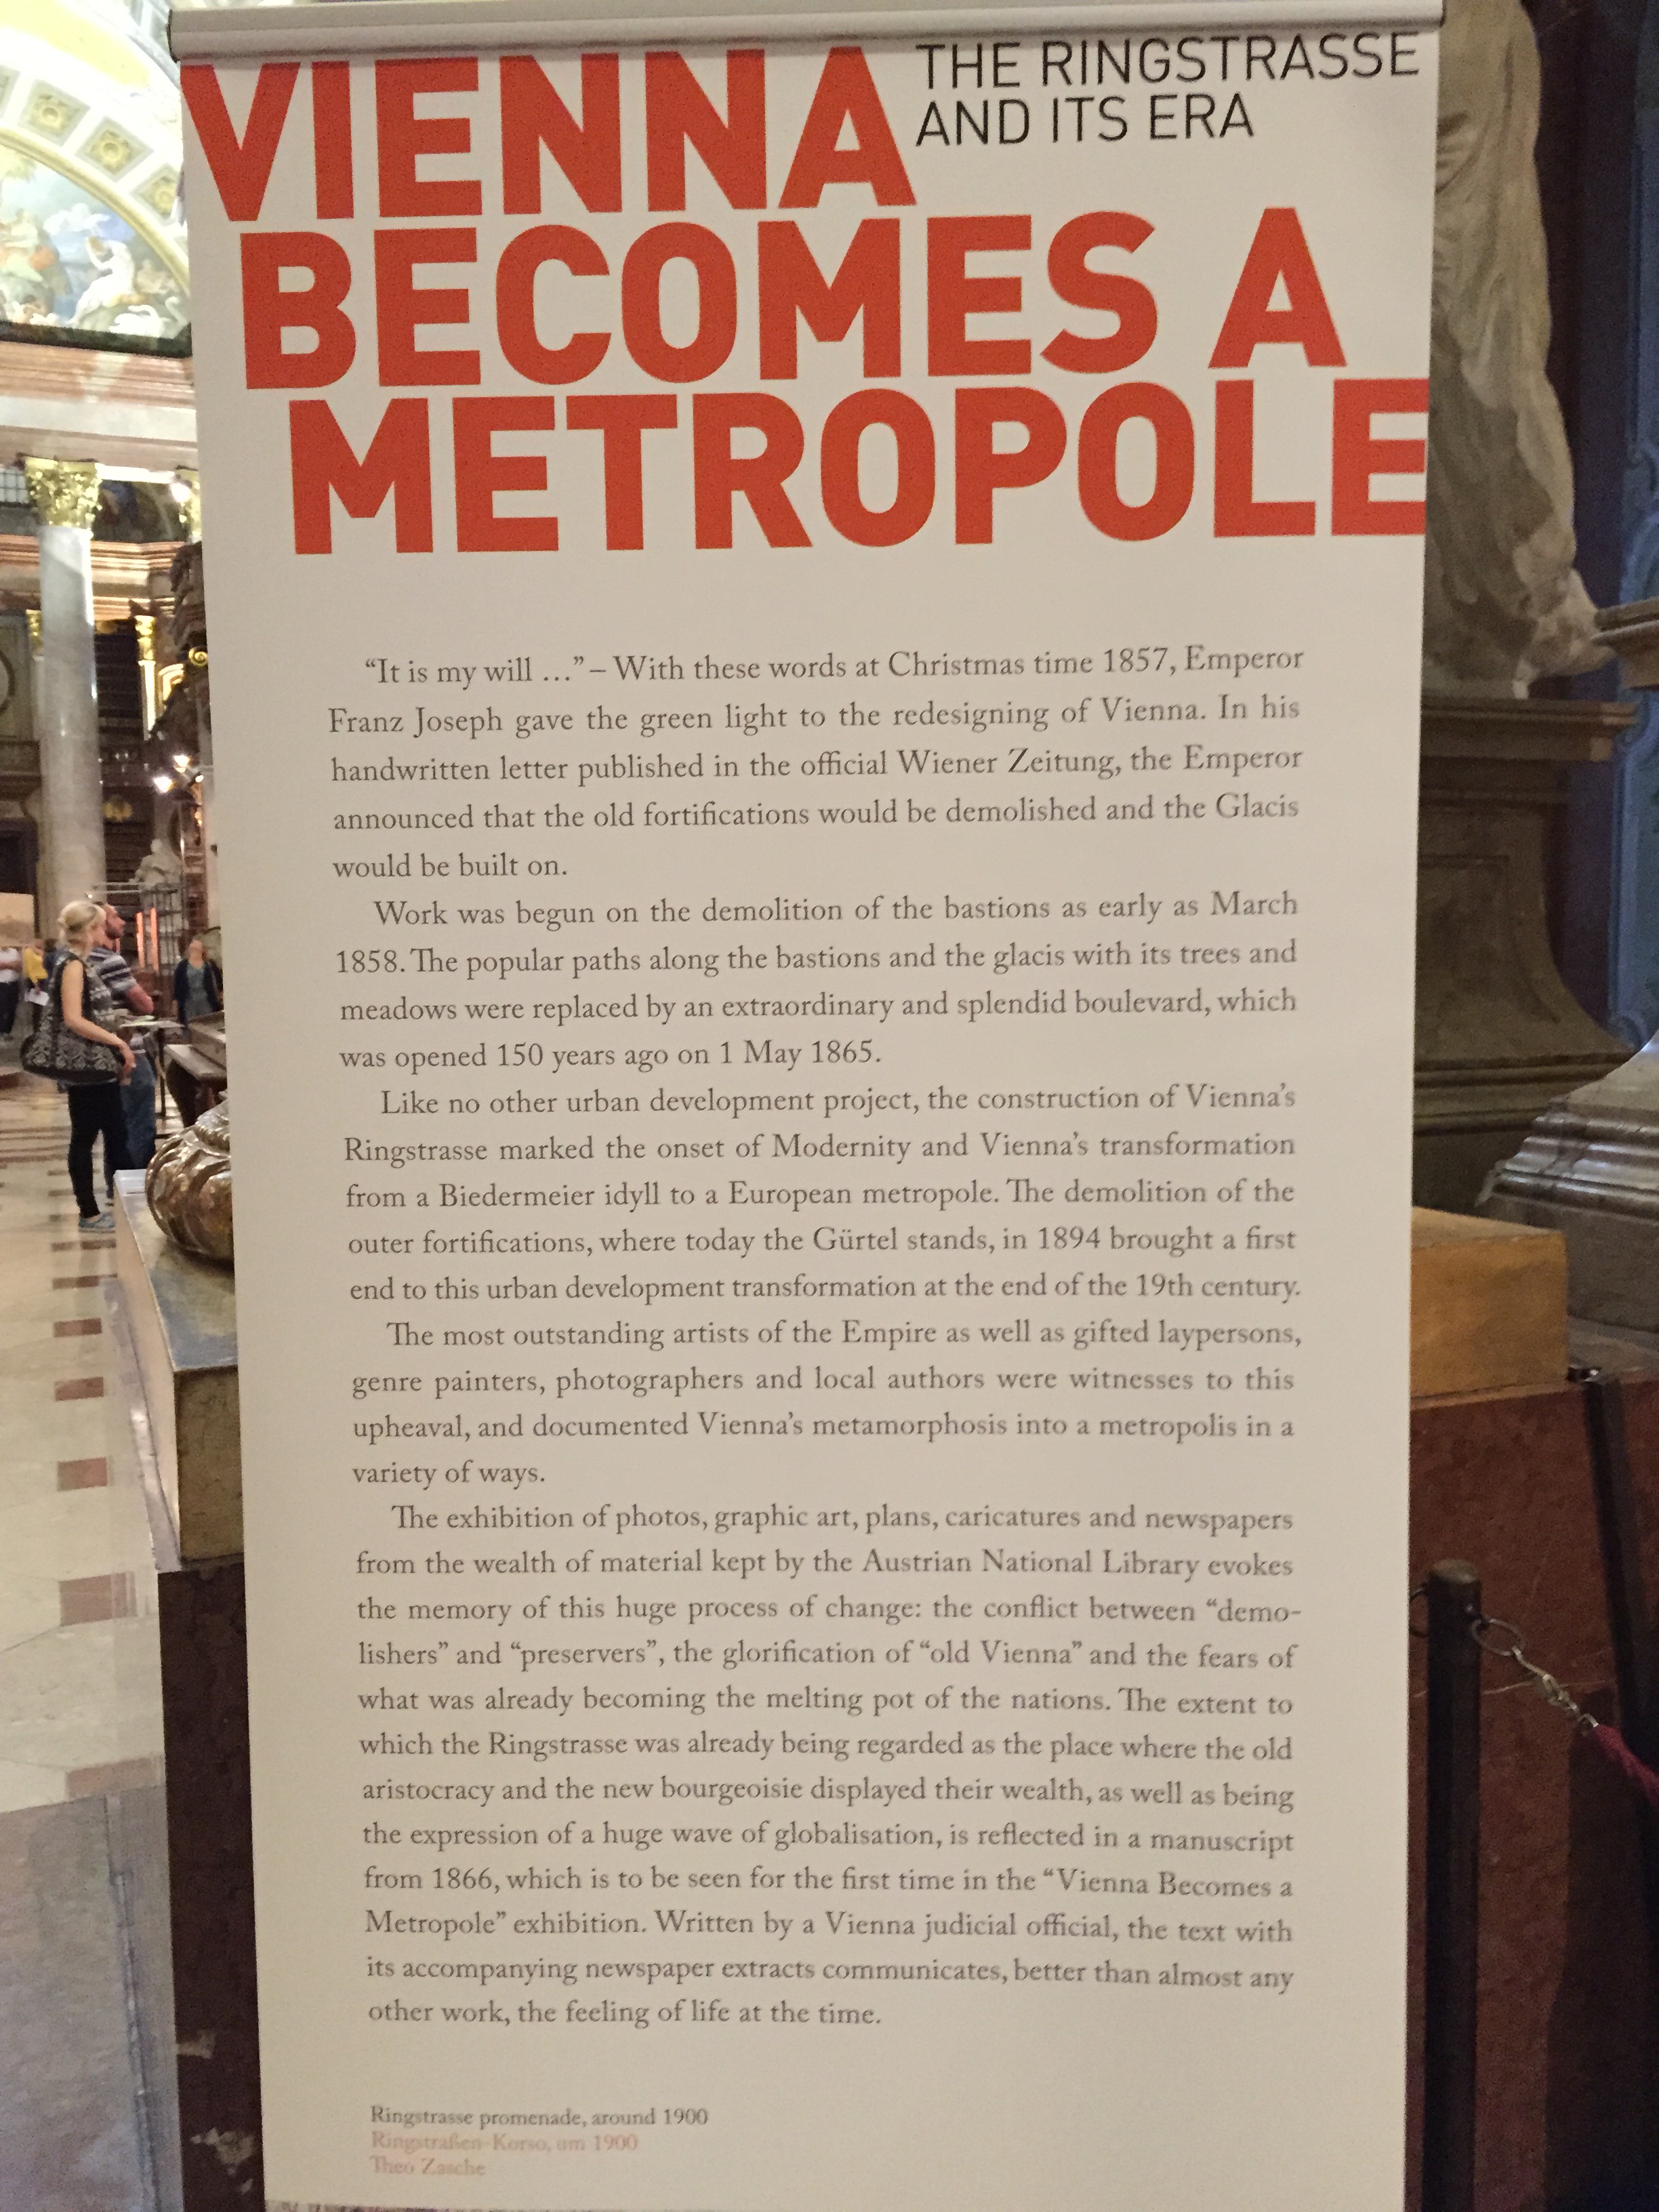 VIENNA
THE RINGSTRASSE
AND ITS ERA
BECOMES A
METROPOLE
“It is my will …” – With these words at Christmas time 1857, Emperor
Franz Joseph gave the green light to the redesigning of Vienna. In his
handwritten letter published in the official Wiener Zeitung, the Emperor
announced that the old fortifications would be demolished and the Glacis
would be built on.
Work was begun on the demolition of the bastions as early as March
1858. The popular paths along the bastions and the glacis with its trees and
meadows were replaced by an extraordinary and splendid boulevard, which
was opened 150 years ago on 1 May 1865.
Like no other urban development project, the construction of Vienna’s
Ringstrasse marked the onset of Modernity and Vienna’s transformation
from a Biedermeier idyll to a European metropole. The demolition of the
outer fortifications, where today the Gürtel stands, in 1894 brought a first
end to this urban development transformation at the end of the 19th century.
The most outstanding artists of the Empire as well as gifted laypersons,
genre painters, photographers and local authors were witnesses to this
upheaval, and documented Vienna’s metamorphosis into a metropolis in a
variety of ways.
The exhibition of photos, graphic art, plans, caricatures and newspapers
from the wealth of material kept by the Austrian National Library evokes
the memory of this huge process of change: the conflict between “demo-
lishers” and “preservers”, the glorification of “old Vienna” and the fears of
what was already becoming the melting pot of the nations. The extent to
which the Ringstrasse was already being regarded as the place where the old
aristocracy and the new bourgeoisie displayed their wealth, as well as being
the expression of a huge wave of globalisation, is reflected in a manuscript
from 1866, which is to be seen for the first time in the “Vienna Becomes a
Metropole” exhibition. Written by a Vienna judicial official, the text with
its accompanying newspaper extracts communicates, better than almost any
other work, the feeling of life at the time.
Ringstrasse promenade, around 1900
Ringstraßen-Korso, um 1900
Theo Zasche